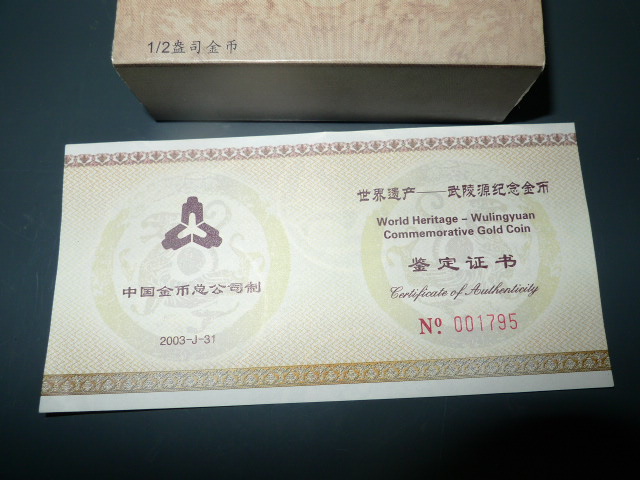 1/2盎司金币
中国金币总公司制
2003-J-31
世界遗产——武陵源纪念金币
World Heritage - Wulingyuan
Commemorative Gold Coin
鉴定证书
Certificate of Authenticity
Nº 001795